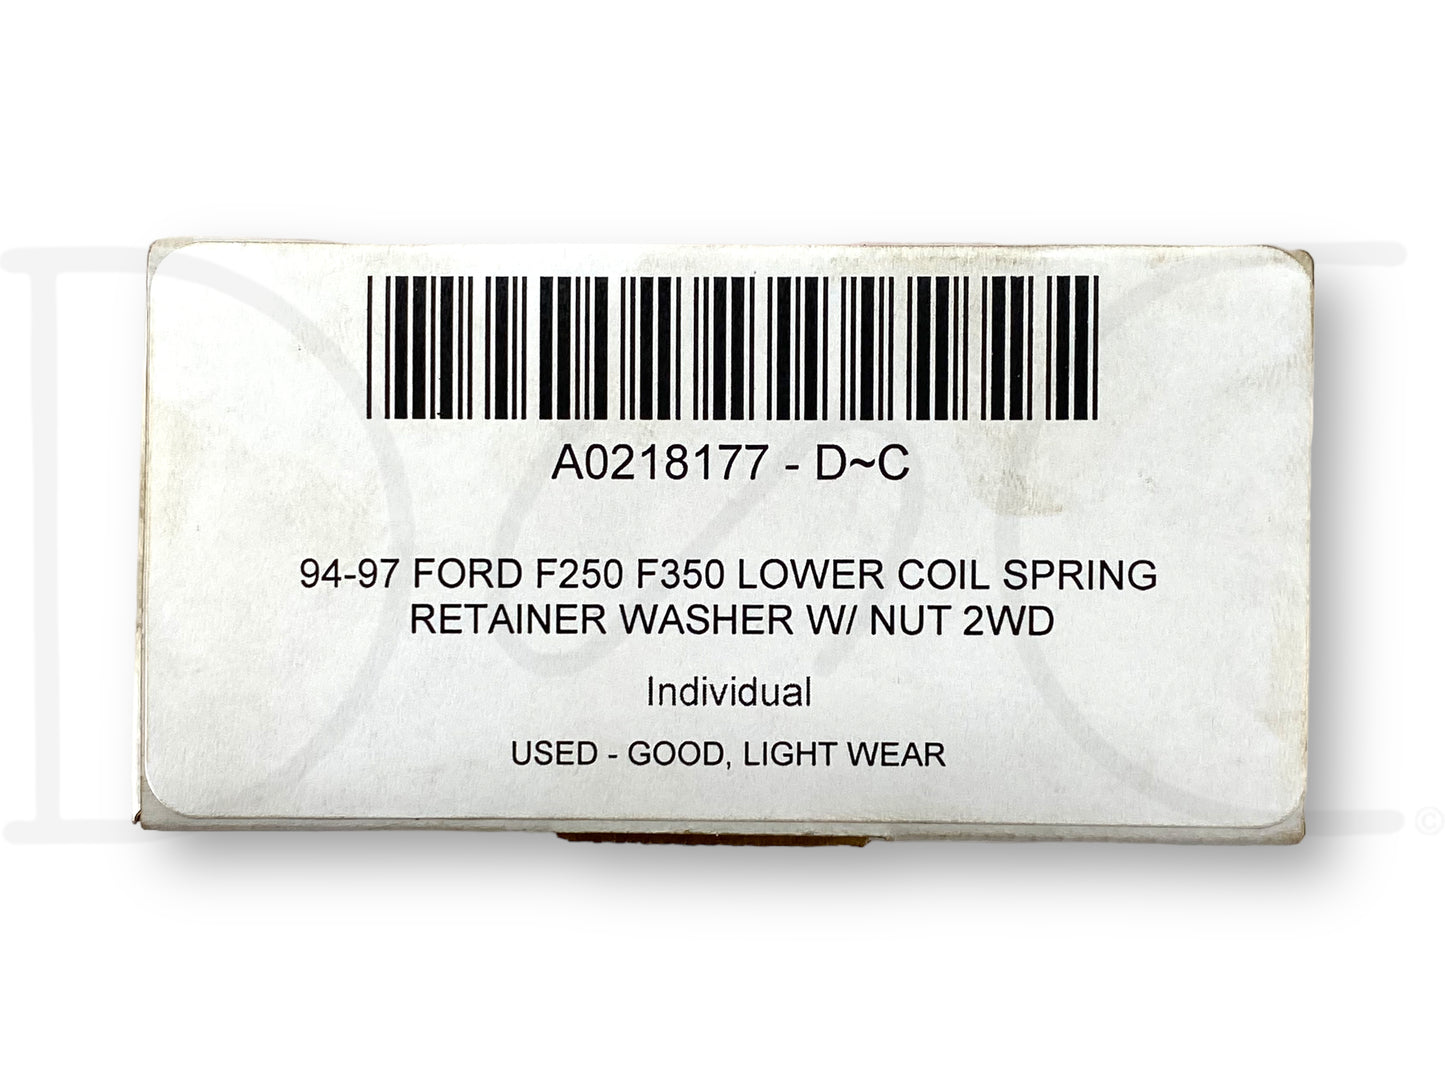 A0218177 - D~C
94-97 FORD F250 F350 LOWER COIL SPRING
RETAINER WASHER W/ NUT 2WD
Individual
USED - GOOD, LIGHT WEAR
D C
©